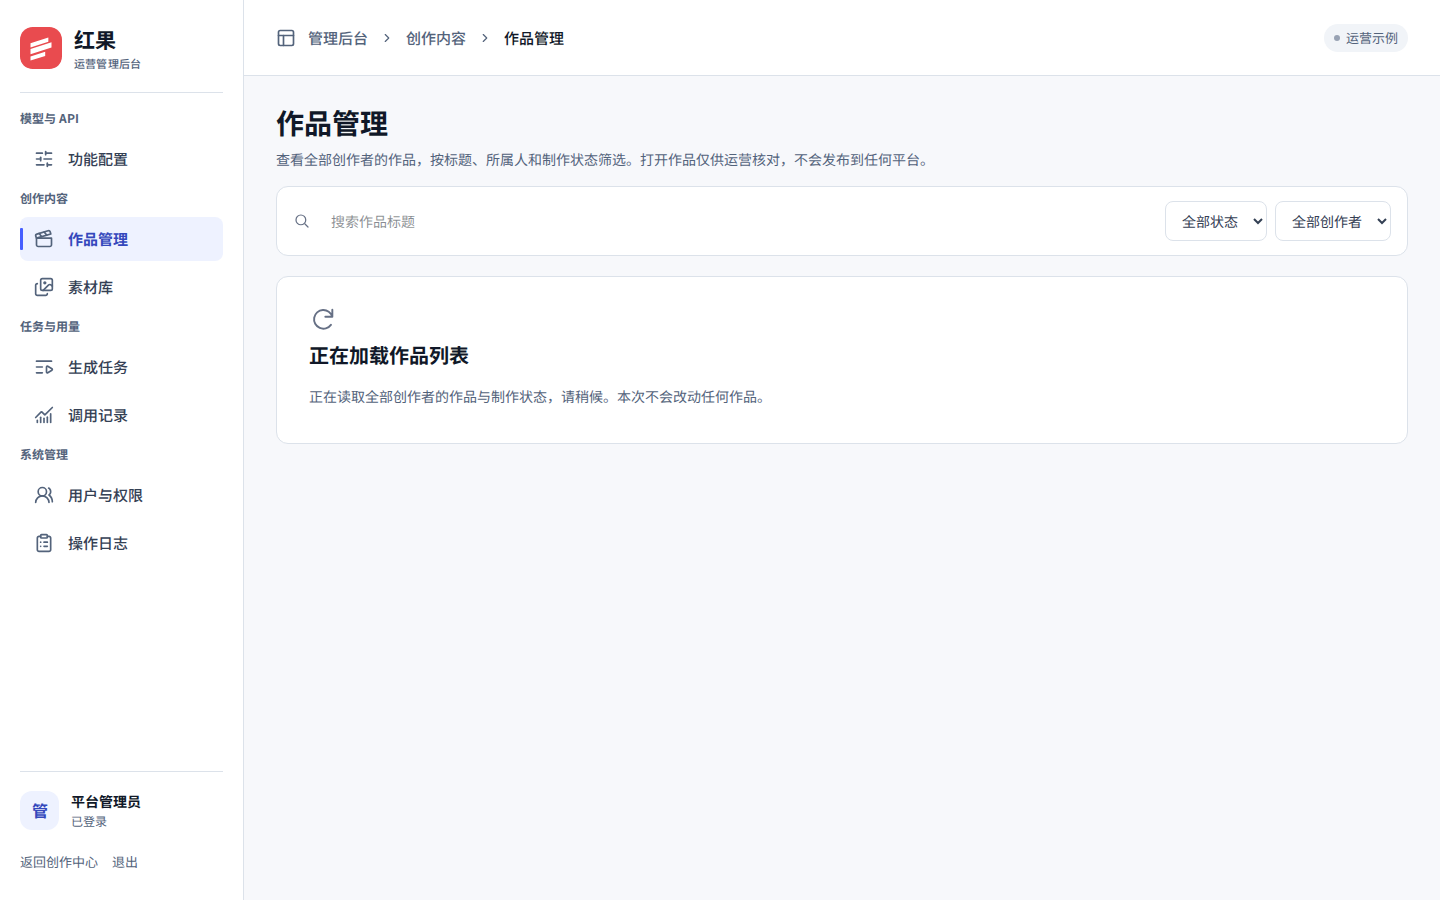 红果
运营管理后台
模型与 API
功能配置
创作内容
作品管理
素材库
任务与用量
生成任务
调用记录
系统管理
用户与权限
操作日志
管
平台管理员
已登录
返回创作中心 退出
管理后台 创作内容 作品管理
运营示例
作品管理
查看全部创作者的作品，按标题、所属人和制作状态筛选。打开作品仅供运营核对，不会发布到任何平台。
搜索作品标题 全部状态 全部创作者
正在加载作品列表
正在读取全部创作者的作品与制作状态，请稍候。本次不会改动任何作品。